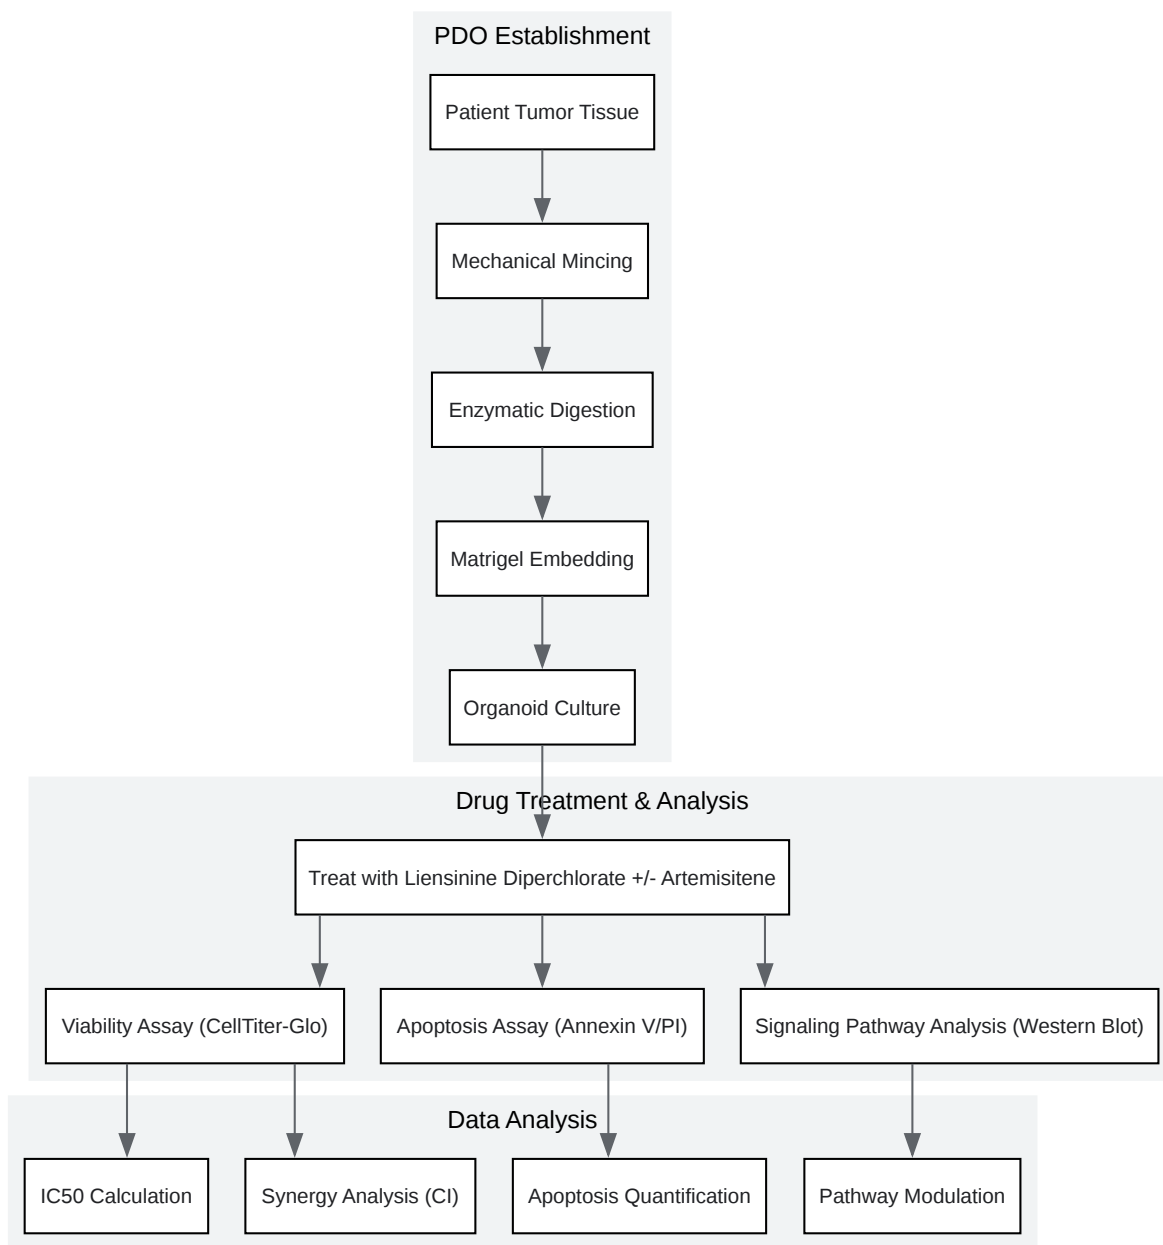 PDO Establishment
Patient Tumor Tissue
Mechanical Mincing
Enzymatic Digestion
Matrigel Embedding
Organoid Culture
Drug Treatment & Analysis
Treat with Liensinine Diperchlorate +/- Artemisitene
Viability Assay (CellTiter-Glo)
Apoptosis Assay (Annexin V/PI)
Signaling Pathway Analysis (Western Blot)
Data Analysis
IC50 Calculation
Synergy Analysis (CI)
Apoptosis Quantification
Pathway Modulation